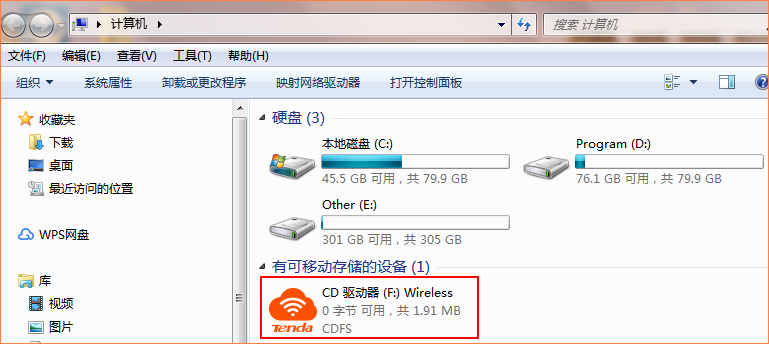 计算机
搜索 计算机
文件(F) 编辑(E) 查看(V) 工具(T) 帮助(H)
组织 系统属性 卸载或更改程序 映射网络驱动器 打开控制面板
收藏夹
下载
桌面
最近访问的位置
WPS网盘
库
视频
图片
硬盘 (3)
本地磁盘 (C:)
45.5 GB 可用，共 79.9 GB
Program (D:)
76.1 GB 可用，共 79.9 GB
Other (E:)
301 GB 可用，共 305 GB
有可移动存储的设备 (1)
CD 驱动器 (F:) Wireless
0 字节 可用，共 1.91 MB
Tenda CDFS